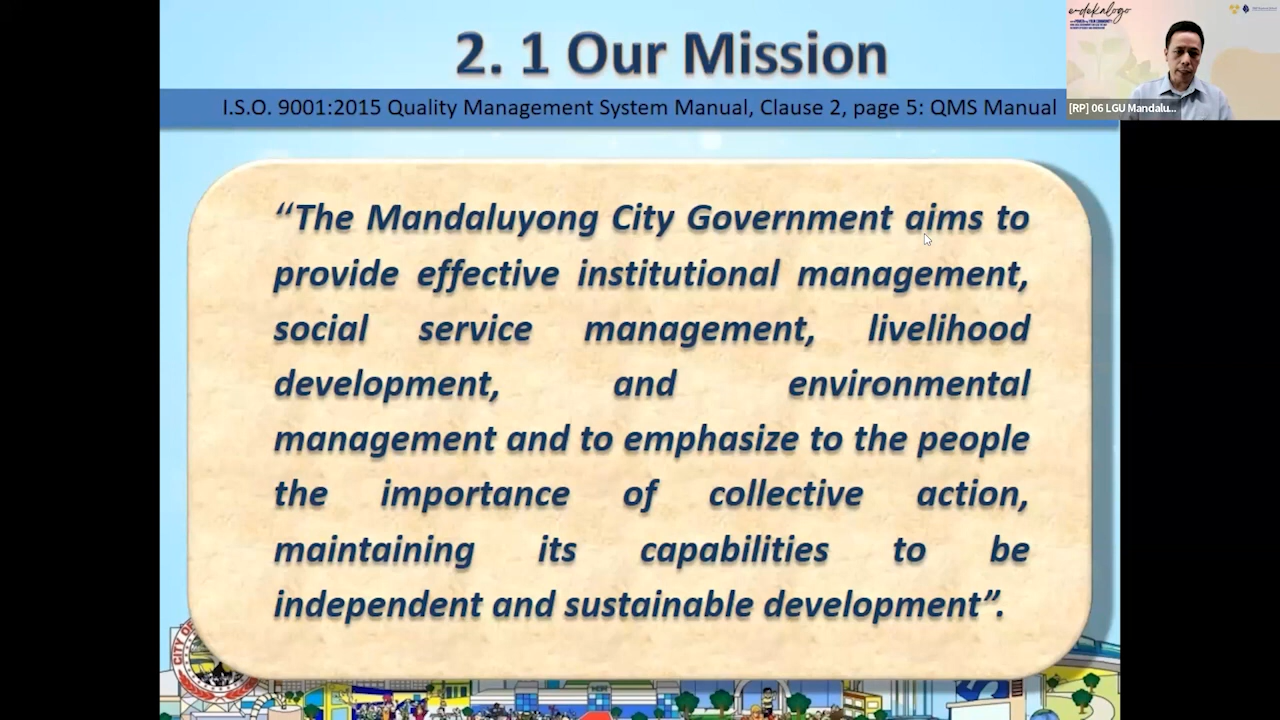 2. 1 Our Mission
I.S.O. 9001:2015 Quality Management System Manual, Clause 2, page 5: QMS Manual
“The Mandaluyong City Government aims to
provide effective institutional management,
social service management, livelihood
development, and environmental
management and to emphasize to the people
the importance of collective action,
maintaining its capabilities to be
independent and sustainable development”.
e-dekalogo
[RP] 06 LGU Mandalu...
CITY OF